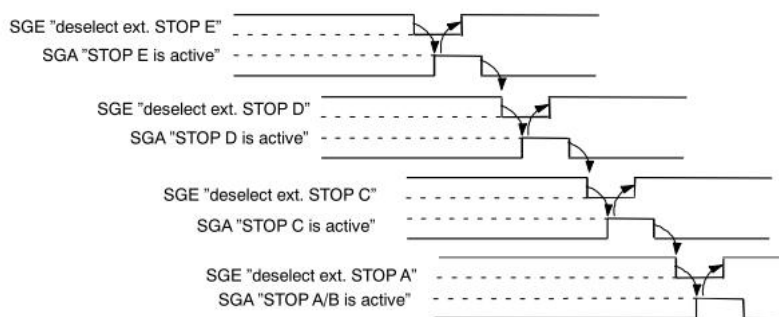 SGE ”deselect ext. STOP E”
SGA ”STOP E is active”
SGE ”deselect ext. STOP D”
SGA ”STOP D is active”
SGE ”deselect ext. STOP C”
SGA ”STOP C is active”
SGE ”deselect ext. STOP A”
SGA ”STOP A/B is active”